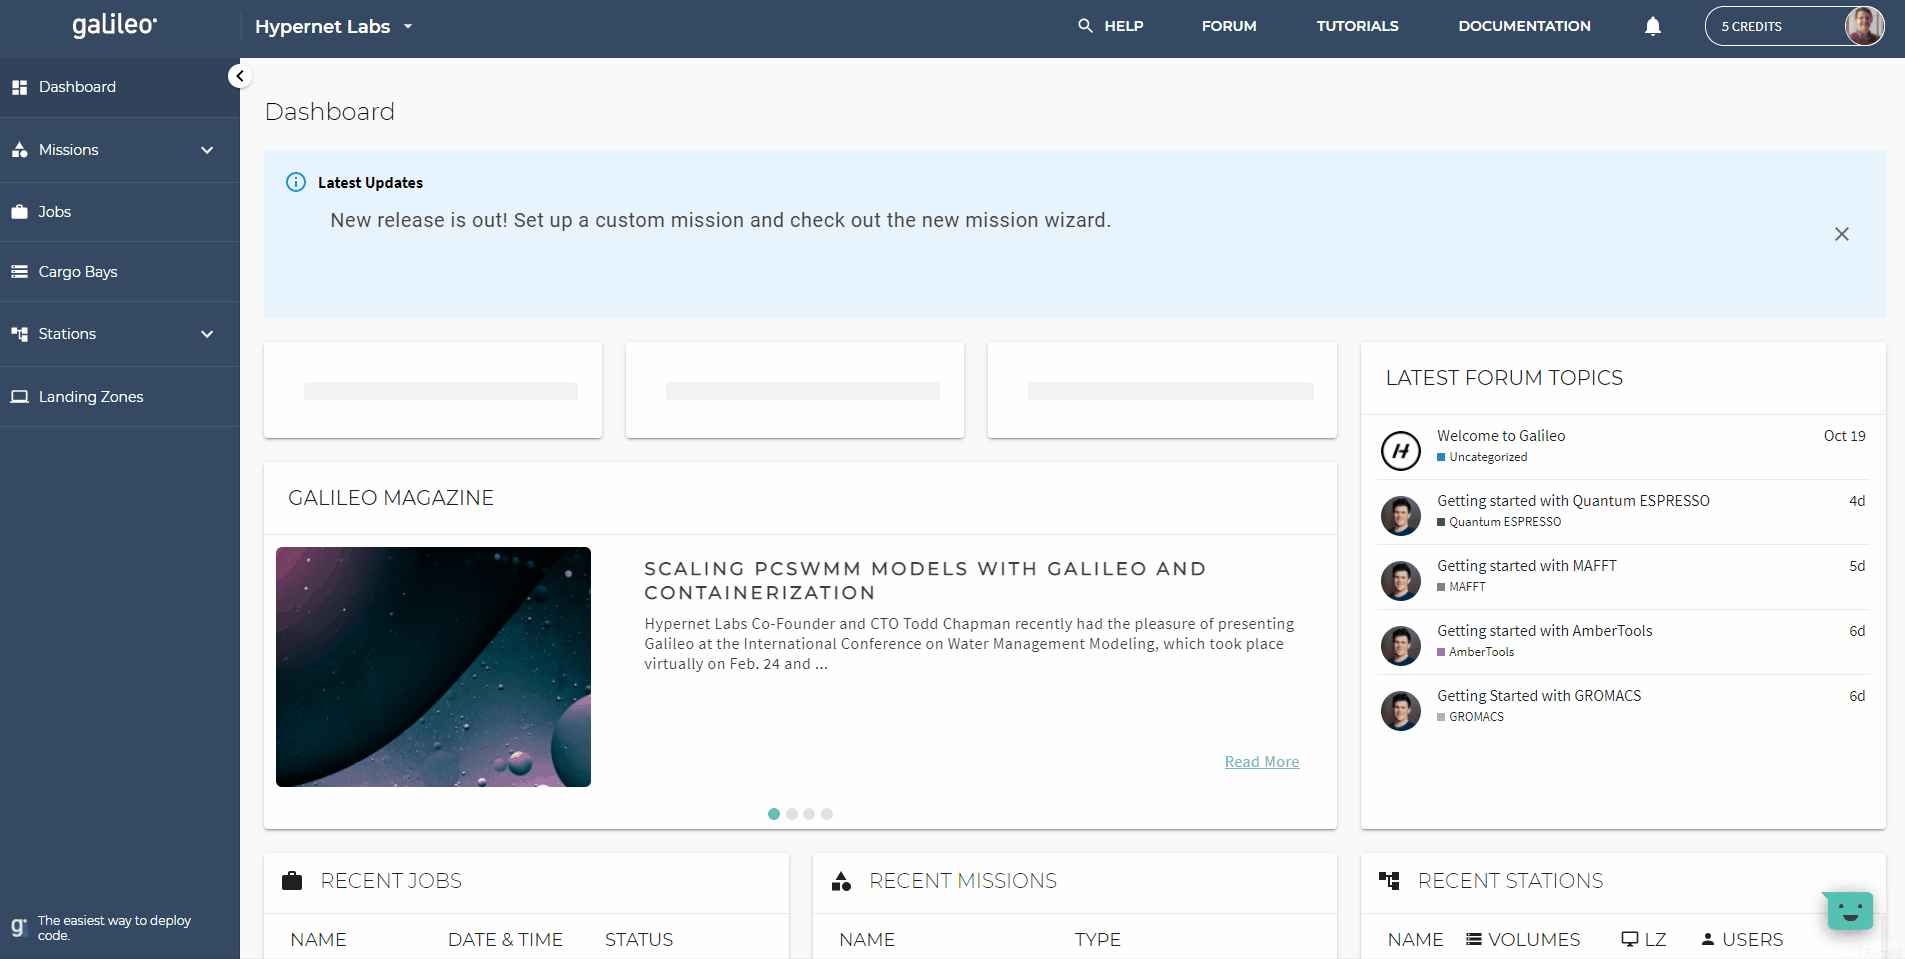 galileo
Hypernet Labs
HELP
FORUM
TUTORIALS
DOCUMENTATION
5 CREDITS
Dashboard
Missions
Jobs
Cargo Bays
Stations
Landing Zones
g
The easiest way to deploy
code.
Dashboard
Latest Updates
New release is out! Set up a custom mission and check out the new mission wizard.
GALILEO MAGAZINE
SCALING PCSWMM MODELS WITH GALILEO AND
CONTAINERIZATION
Hypernet Labs Co-Founder and CTO Todd Chapman recently had the pleasure of presenting
Galileo at the International Conference on Water Management Modeling, which took place
virtually on Feb. 24 and ...
Read More
LATEST FORUM TOPICS
H
Welcome to Galileo Oct 19
Uncategorized
Getting started with Quantum ESPRESSO 4d
Quantum ESPRESSO
Getting started with MAFFT 5d
MAFFT
Getting started with AmberTools 6d
AmberTools
Getting Started with GROMACS 6d
GROMACS
RECENT JOBS
NAME DATE & TIME STATUS
RECENT MISSIONS
NAME TYPE
RECENT STATIONS
NAME VOLUMES LZ USERS